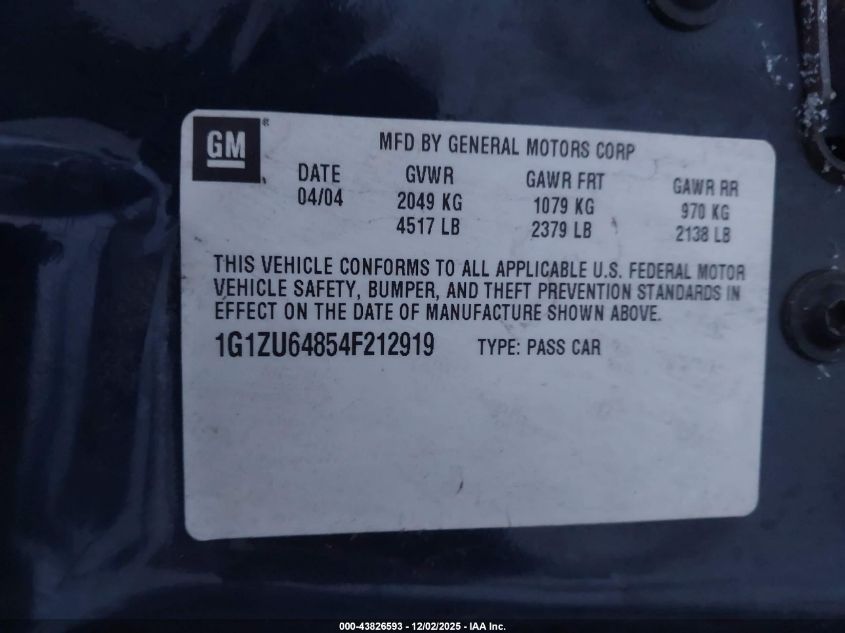 GM ®
MFD BY GENERAL MOTORS CORP
DATE GVWR GAWR FRT GAWR RR
04/04 2049 KG 1079 KG 970 KG
4517 LB 2379 LB 2138 LB
THIS VEHICLE CONFORMS TO ALL APPLICABLE U.S. FEDERAL MOTOR
VEHICLE SAFETY, BUMPER, AND THEFT PREVENTION STANDARDS IN
EFFECT ON THE DATE OF MANUFACTURE SHOWN ABOVE.
1G1ZU64854F212919 TYPE: PASS CAR
000-43826593 - 12/02/2025 - IAA Inc.